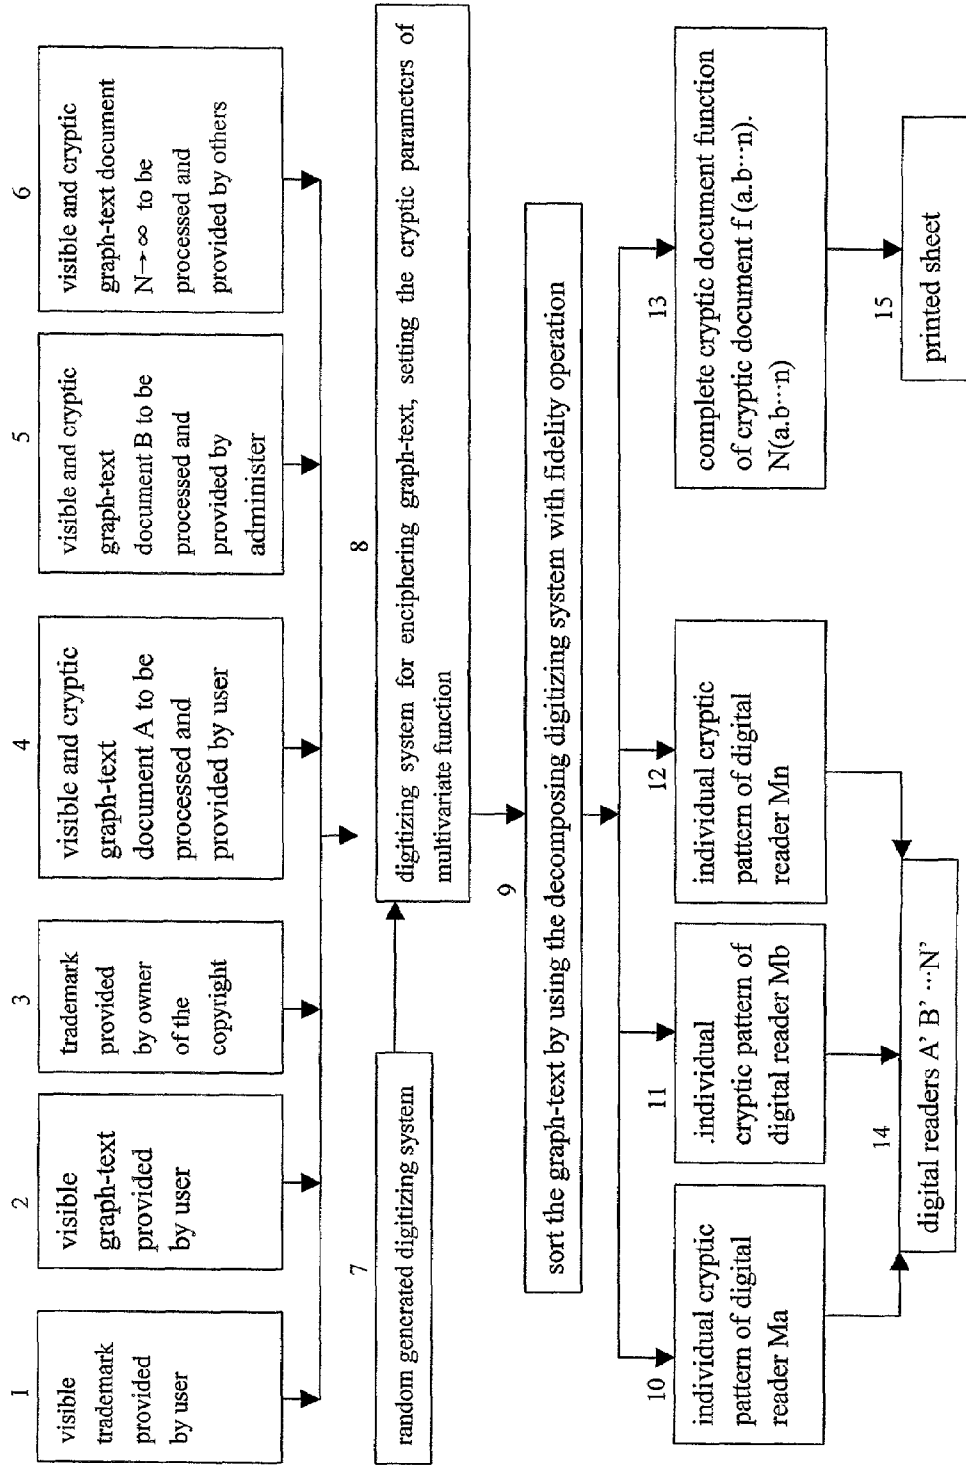 1
visible
trademark
provided
by user
2
visible
graph-text
provided
by user
3
trademark
provided
by owner
of the
copyright
4
visible and cryptic
graph-text
document A to be
processed and
provided by user
5
visible and cryptic
graph-text
document B to be
processed and
provided by
administer
6
visible and cryptic
graph-text document
N→∞ to be
processed and
provided by others
7
random generated digitizing system
8
digitizing system for enciphering graph-text, setting the cryptic parameters of
multivariate function
9
sort the graph-text by using the decomposing digitizing system with fidelity operation
10
individual cryptic
pattern of digital
reader Ma
11
.individual
cryptic pattern of
digital reader Mb
12
individual cryptic
pattern of digital
reader Mn
13
complete cryptic document function
of cryptic document f (a.b···n).
N(a.b···n)
14
digital readers A' B' ···N'
15
printed sheet